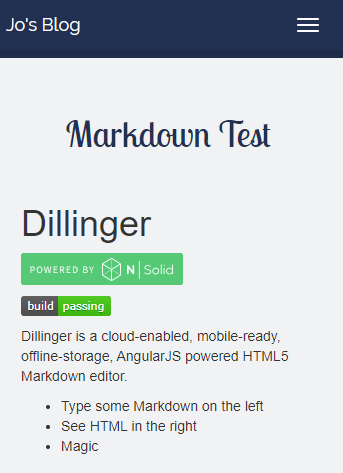 Jo's Blog
Markdown Test
Dillinger
POWERED BY N | Solid
build passing
Dillinger is a cloud-enabled, mobile-ready,
offline-storage, AngularJS powered HTML5
Markdown editor.
• Type some Markdown on the left
• See HTML in the right
• Magic